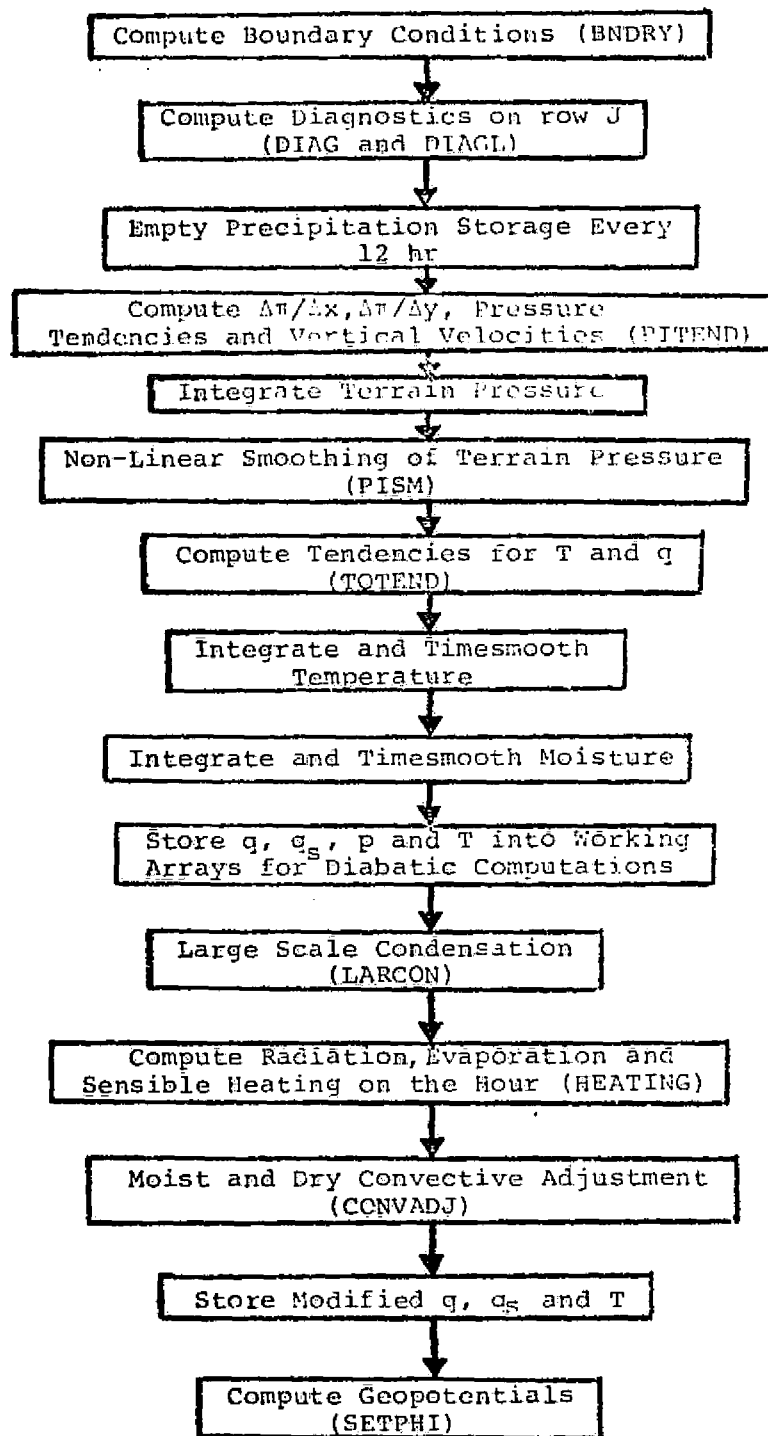 Compute Boundary Conditions (BNDRY)
Compute Diagnostics on row J
(DIAG and DIAGL)
Empty Precipitation Storage Every
12 hr
Compute Δπ/Δx,Δπ/Δy, Pressure
Tendencies and Vertical Velocities (PITEND)
Integrate Terrain Pressure
Non-Linear Smoothing of Terrain Pressure
(PISM)
Compute Tendencies for T and q
(TQTEND)
Integrate and Timesmooth
Temperature
Integrate and Timesmooth Moisture
Store q, qs, p and T into Working
Arrays for Diabatic Computations
Large Scale Condensation
(LARCON)
Compute Radiation, Evaporation and
Sensible Heating on the Hour (HEATING)
Moist and Dry Convective Adjustment
(CONVADJ)
Store Modified q, qs and T
Compute Geopotentials
(SETPHI)